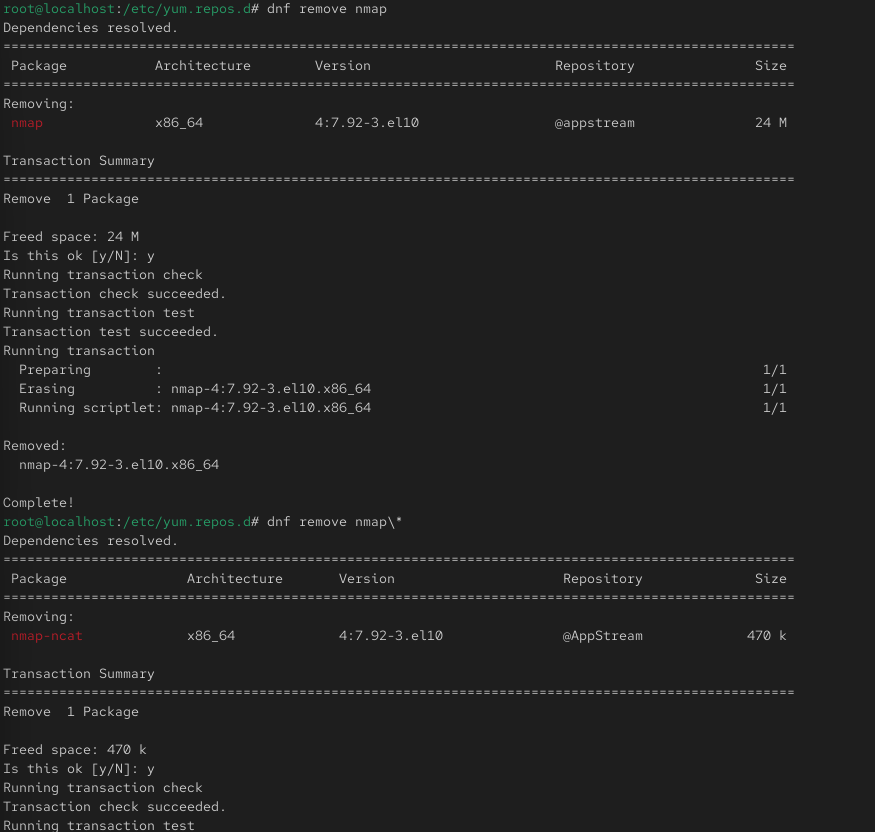 root@localhost:/etc/yum.repos.d# dnf remove nmap
Dependencies resolved.
===================================================================================================
 Package           Architecture        Version                       Repository               Size
===================================================================================================
Removing:
 nmap              x86_64              4:7.92-3.el10                 @appstream               24 M

Transaction Summary
===================================================================================================
Remove  1 Package

Freed space: 24 M
Is this ok [y/N]: y
Running transaction check
Transaction check succeeded.
Running transaction test
Transaction test succeeded.
Running transaction
  Preparing        :                                                                           1/1
  Erasing          : nmap-4:7.92-3.el10.x86_64                                                 1/1
  Running scriptlet: nmap-4:7.92-3.el10.x86_64                                                 1/1

Removed:
  nmap-4:7.92-3.el10.x86_64

Complete!
root@localhost:/etc/yum.repos.d# dnf remove nmap\*
Dependencies resolved.
===================================================================================================
 Package               Architecture       Version                     Repository              Size
===================================================================================================
Removing:
 nmap-ncat             x86_64             4:7.92-3.el10               @AppStream             470 k

Transaction Summary
===================================================================================================
Remove  1 Package

Freed space: 470 k
Is this ok [y/N]: y
Running transaction check
Transaction check succeeded.
Running transaction test